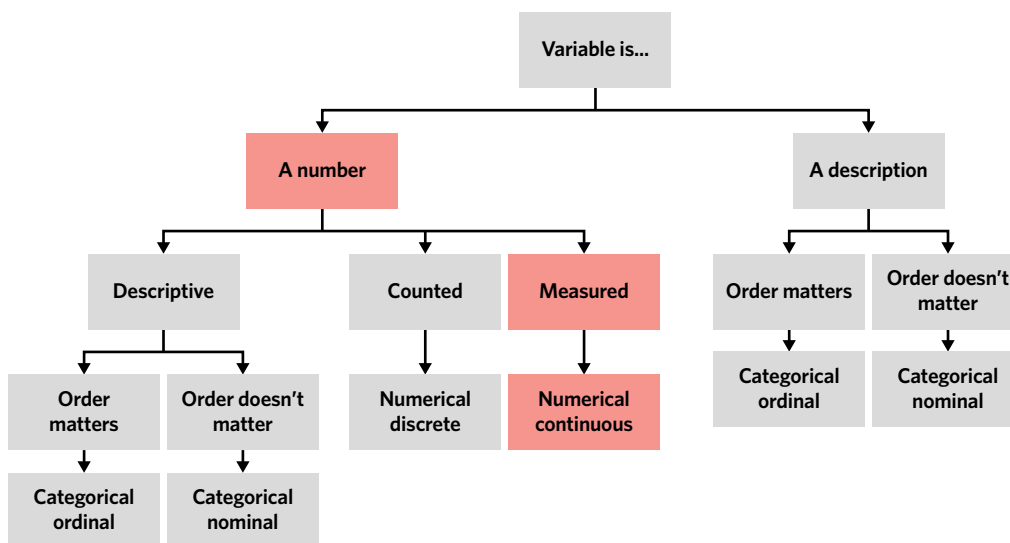 Variable is...
A number
A description
Descriptive
Counted
Measured
Order matters
Order doesn't
matter
Order
matters
Order doesn't
matter
Numerical
discrete
Numerical
continuous
Categorical
ordinal
Categorical
nominal
Categorical
ordinal
Categorical
nominal